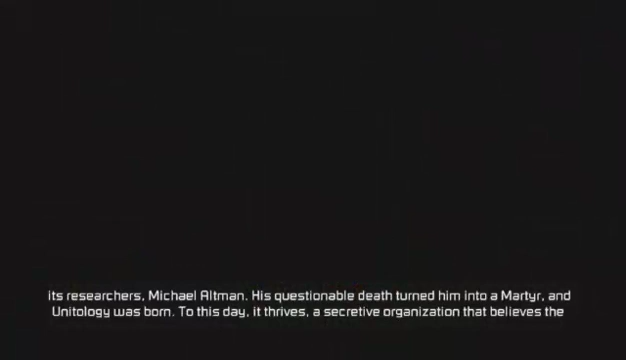 its researchers, Michael Altman. His questionable death turned him into a Martyr, and
Unitology was born. To this day, it thrives, a secretive organization that believes the